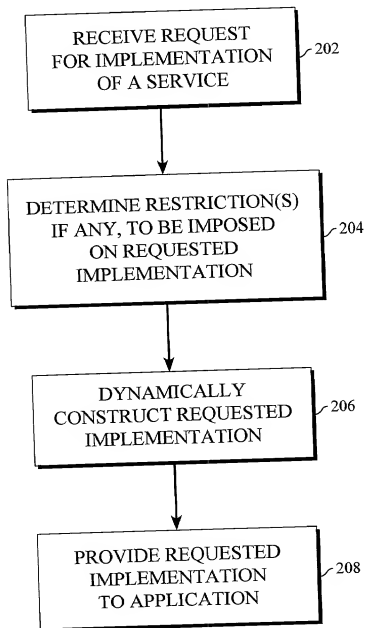 RECEIVE REQUEST
FOR IMPLEMENTATION
OF A SERVICE
202
DETERMINE RESTRICTION(S)
IF ANY, TO BE IMPOSED
ON REQUESTED
IMPLEMENTATION
204
DYNAMICALLY
CONSTRUCT REQUESTED
IMPLEMENTATION
206
PROVIDE REQUESTED
IMPLEMENTATION
TO APPLICATION
208